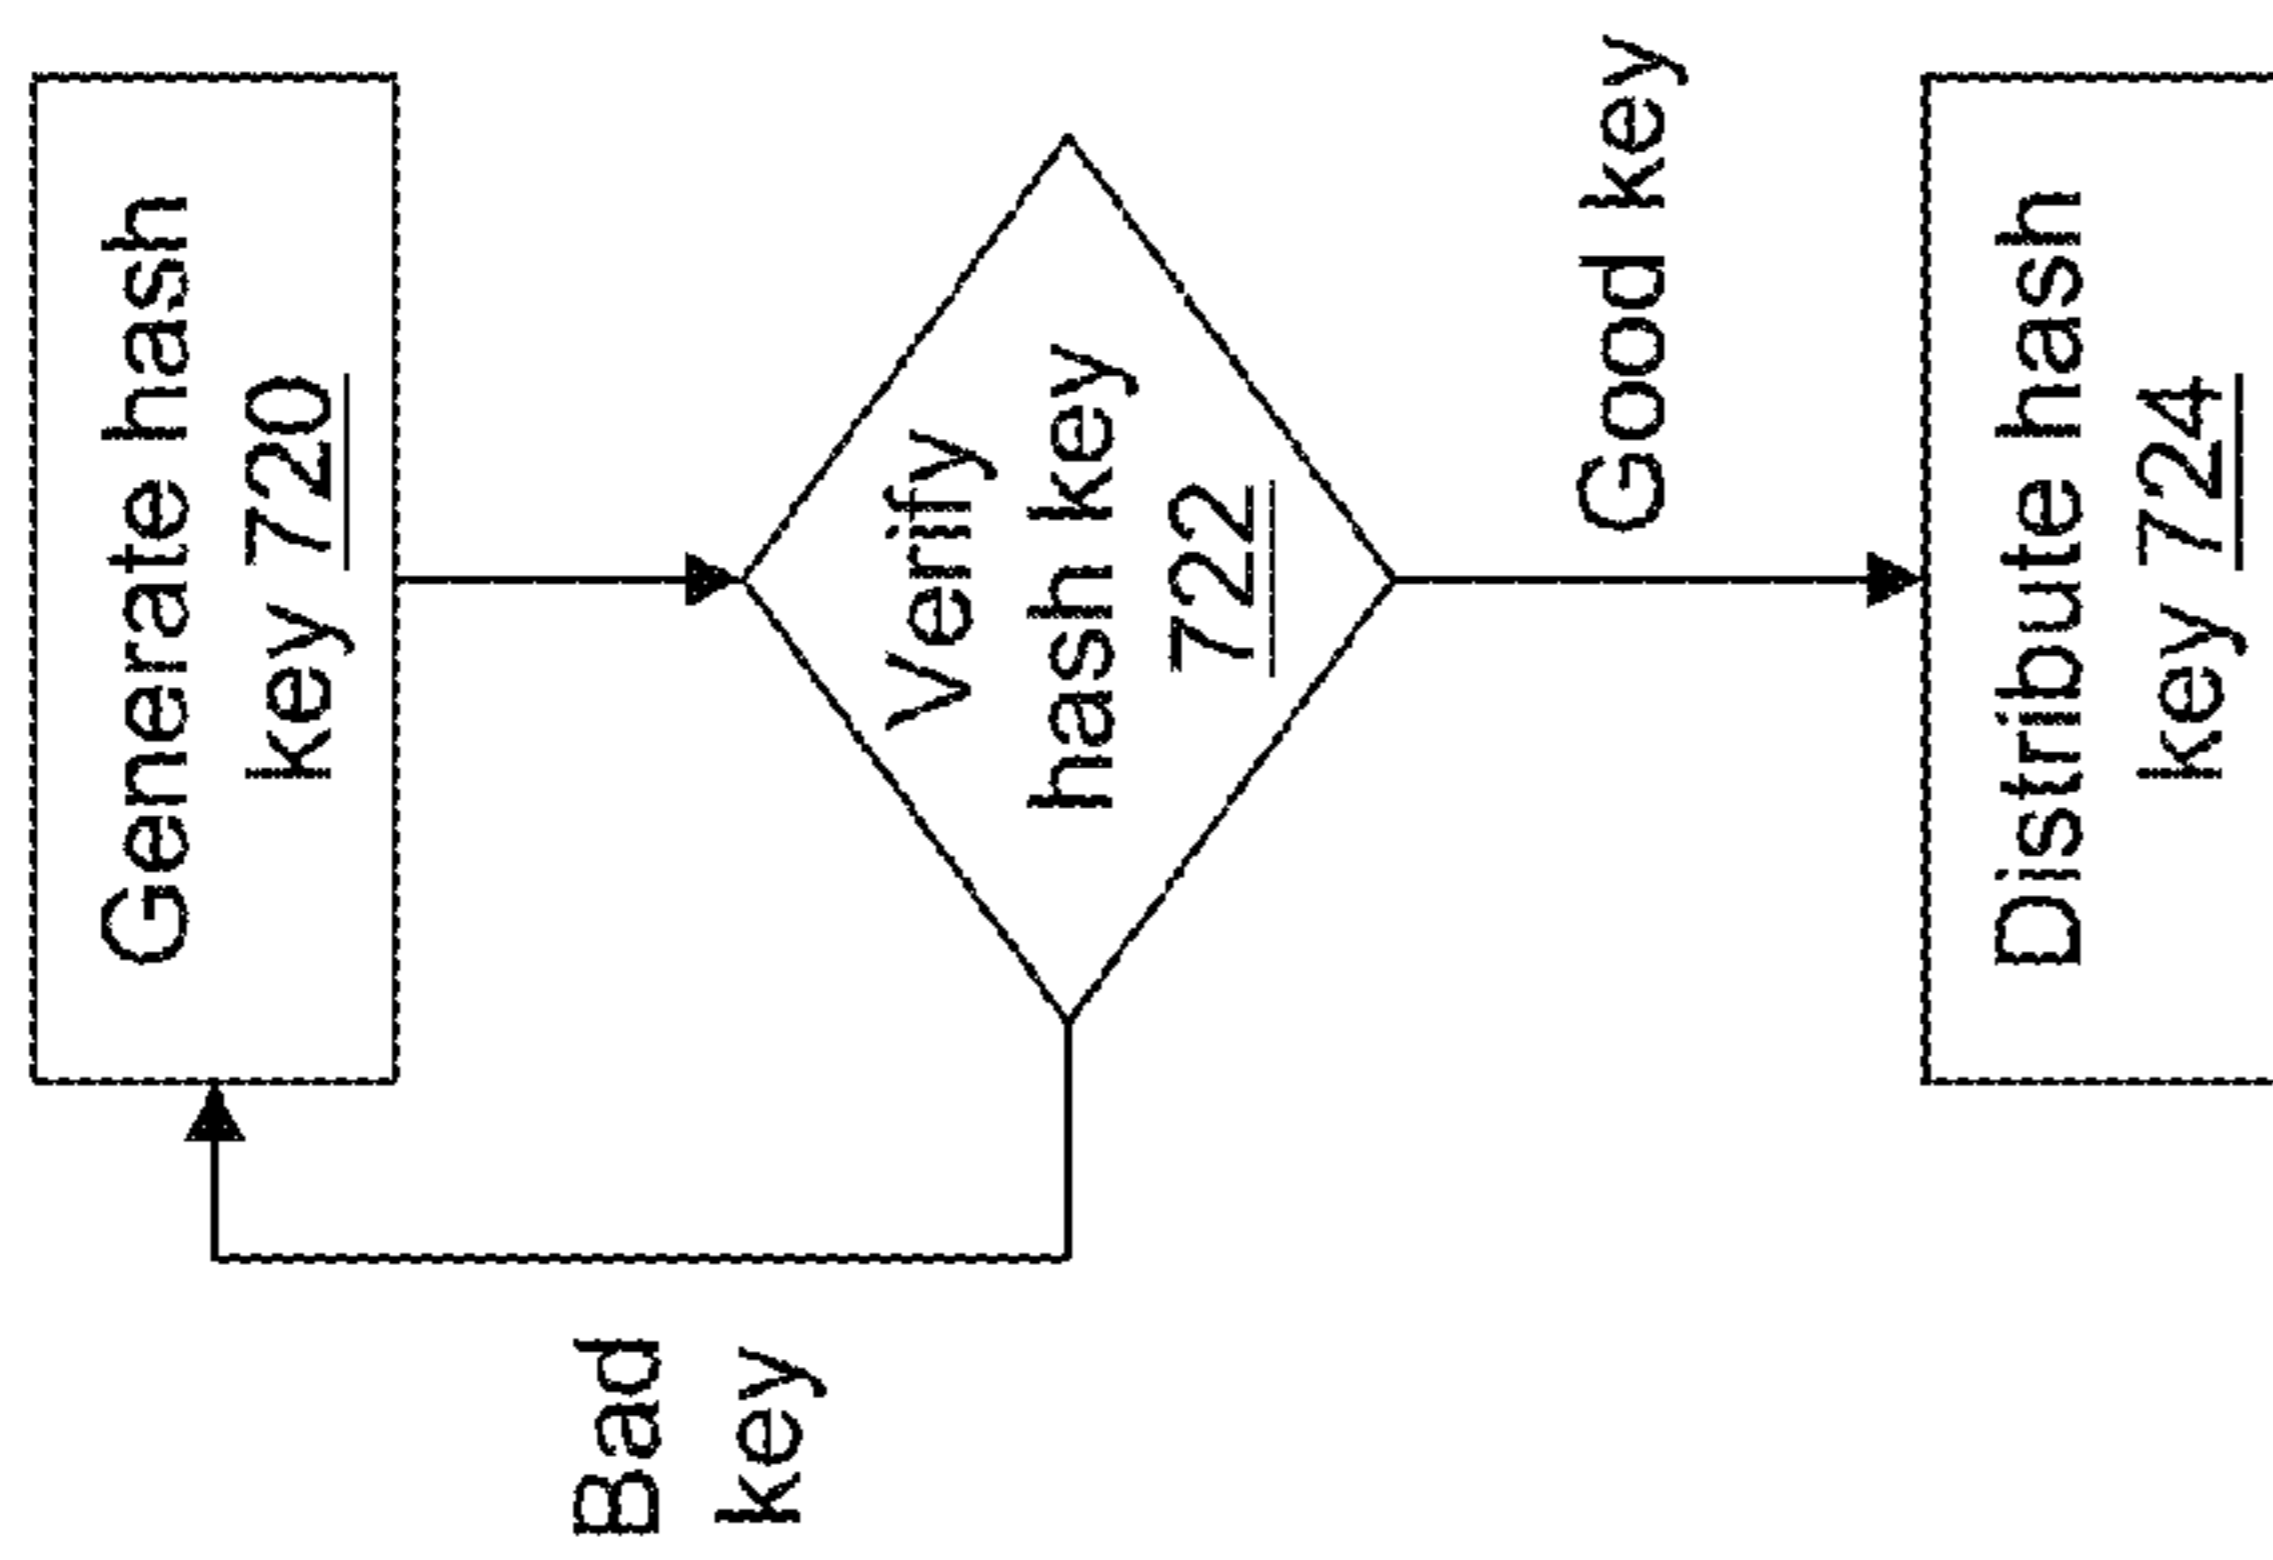 Generate hash
key 720
Bad
key
Verify
hash key
722
Good key
Distribute hash
key 724